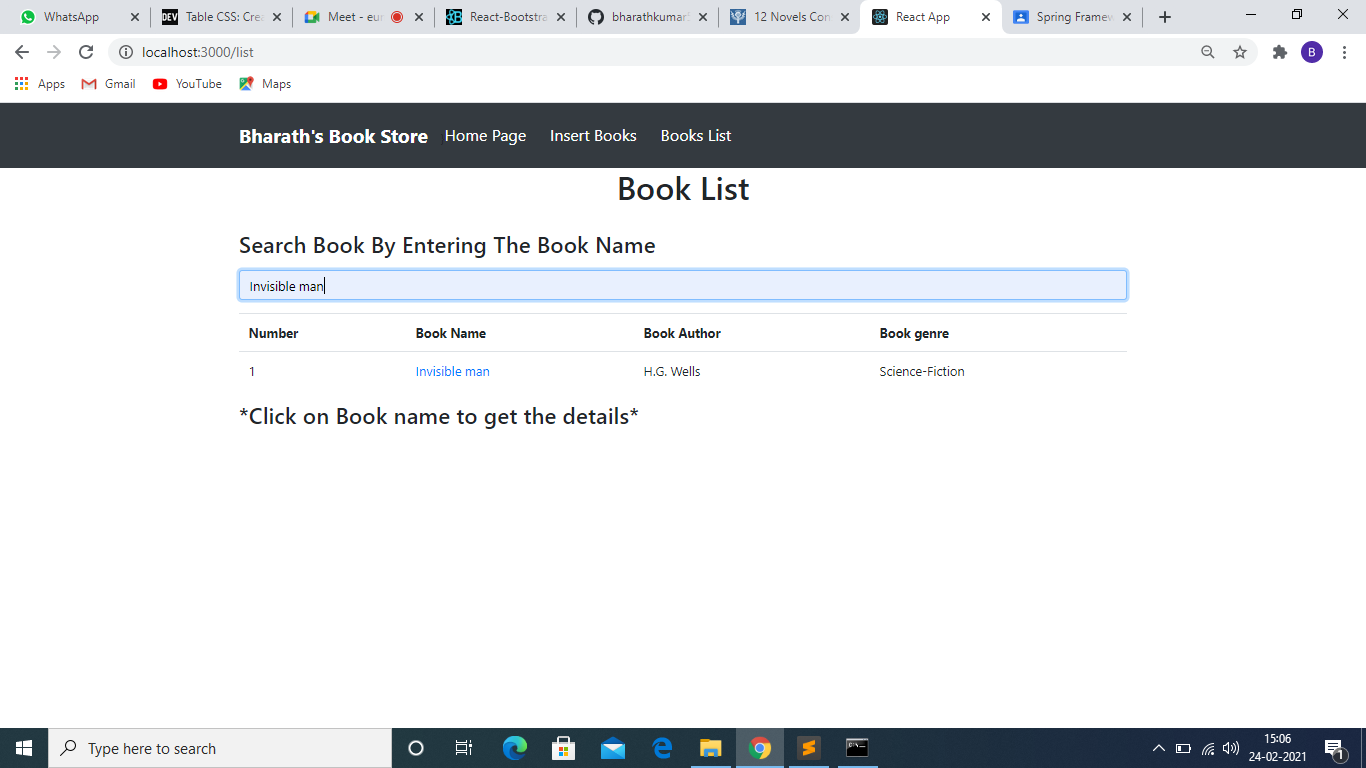 WhatsApp DEV Table CSS: Cre Meet - eur React-Bootstra bharathkumar 12 Novels Con React App Spring Framew
localhost:3000/list B
Apps Gmail YouTube Maps
Bharath's Book Store Home Page Insert Books Books List
Book List
Search Book By Entering The Book Name
Invisible man
Number Book Name Book Author Book genre
1 Invisible man H.G. Wells Science-Fiction
*Click on Book name to get the details*
Type here to search
15:06
24-02-2021
1